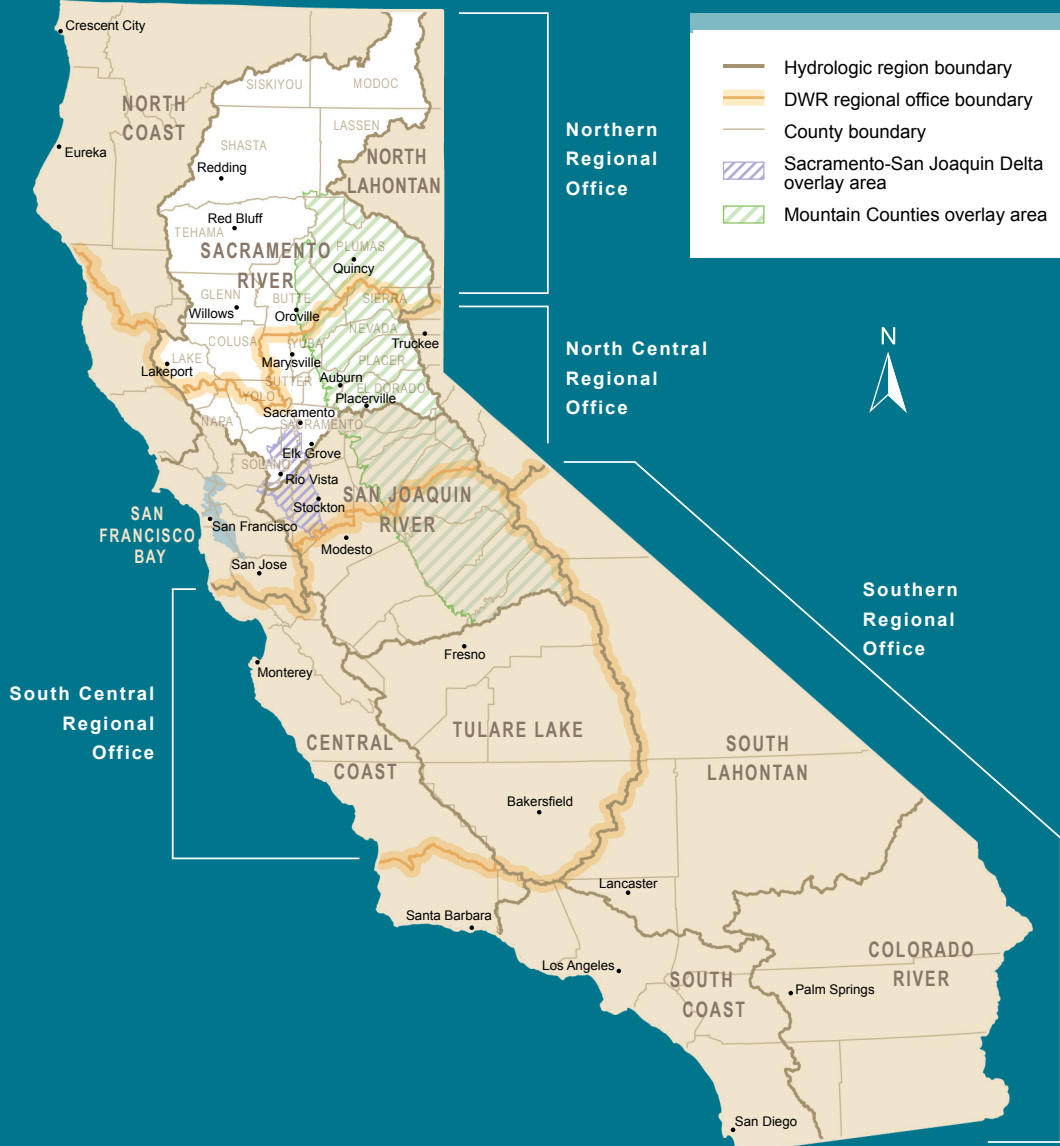 Crescent City
NORTH
COAST
Eureka
SISKIYOU
MODOC
LASSEN
SHASTA
Redding
NORTH
LAHONTAN
Red Bluff
TEHAMA
SACRAMENTO
RIVER
PLUMAS
Quincy
GLENN
Willows
BUTTE
Oroville
SIERRA
COLUSA
YUBA
Marysville
NEVADA
Truckee
LAKE
Lakeport
PLACER
SUTTER
Auburn
EL DORADO
YOLO
Placerville
NAPA
Sacramento
SACRAMENTO
Elk Grove
SOLANO
Rio Vista
Stockton
SAN JOAQUIN
RIVER
SAN
FRANCISCO
BAY
San Francisco
Modesto
San Jose
Fresno
Monterey
CENTRAL
COAST
TULARE LAKE
SOUTH
LAHONTAN
Bakersfield
Lancaster
Santa Barbara
Los Angeles
SOUTH
COAST
COLORADO
RIVER
Palm Springs
San Diego
Northern
Regional
Office
North Central
Regional
Office
Southern
Regional
Office
South Central
Regional
Office
N
Hydrologic region boundary
DWR regional office boundary
County boundary
Sacramento-San Joaquin Delta
overlay area
Mountain Counties overlay area